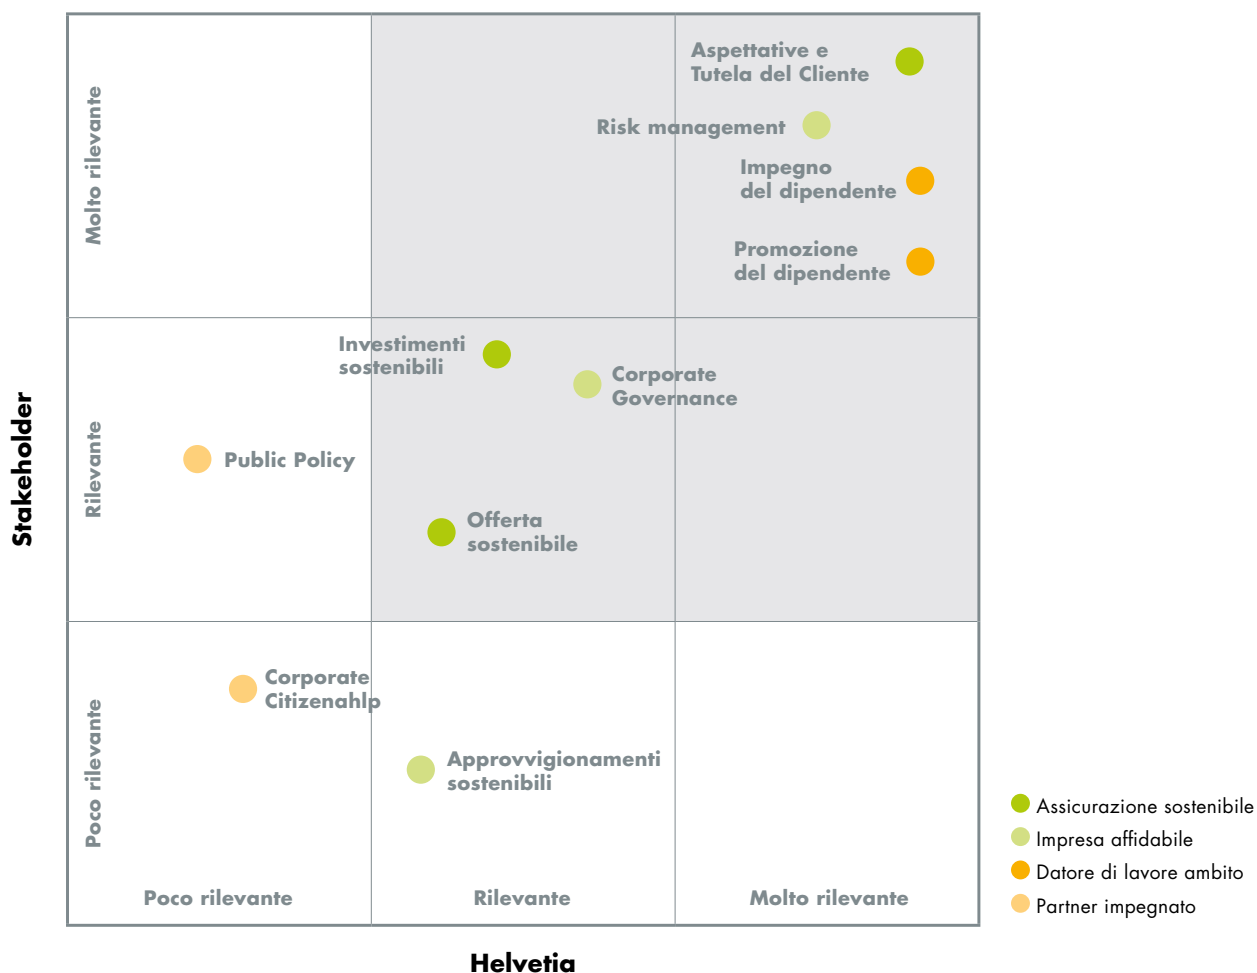 Stakeholder
Molto rilevante
Aspettative e
Tutela del Cliente
Risk management
Impegno
del dipendente
Promozione
del dipendente
Rilevante
Investimenti
sostenibili
Corporate
Governance
Public Policy
Offerta
sostenibile
Poco rilevante
Corporate
Citizenahlp
Approvvigionamenti
sostenibili
Poco rilevante
Rilevante
Molto rilevante
Helvetia
Assicurazione sostenibile
Impresa affidabile
Datore di lavore ambito
Partner impegnato